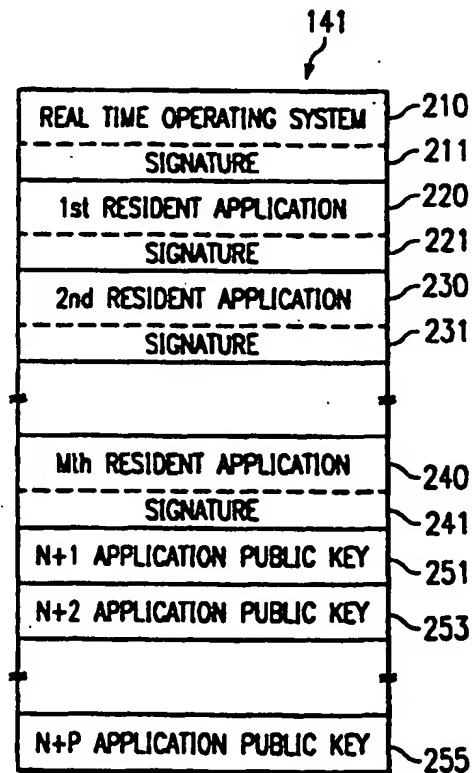 141
REAL TIME OPERATING SYSTEM 210
SIGNATURE 211
1st RESIDENT APPLICATION 220
SIGNATURE 221
2nd RESIDENT APPLICATION 230
SIGNATURE 231
Mth RESIDENT APPLICATION 240
SIGNATURE 241
N+1 APPLICATION PUBLIC KEY 251
N+2 APPLICATION PUBLIC KEY 253
N+P APPLICATION PUBLIC KEY 255